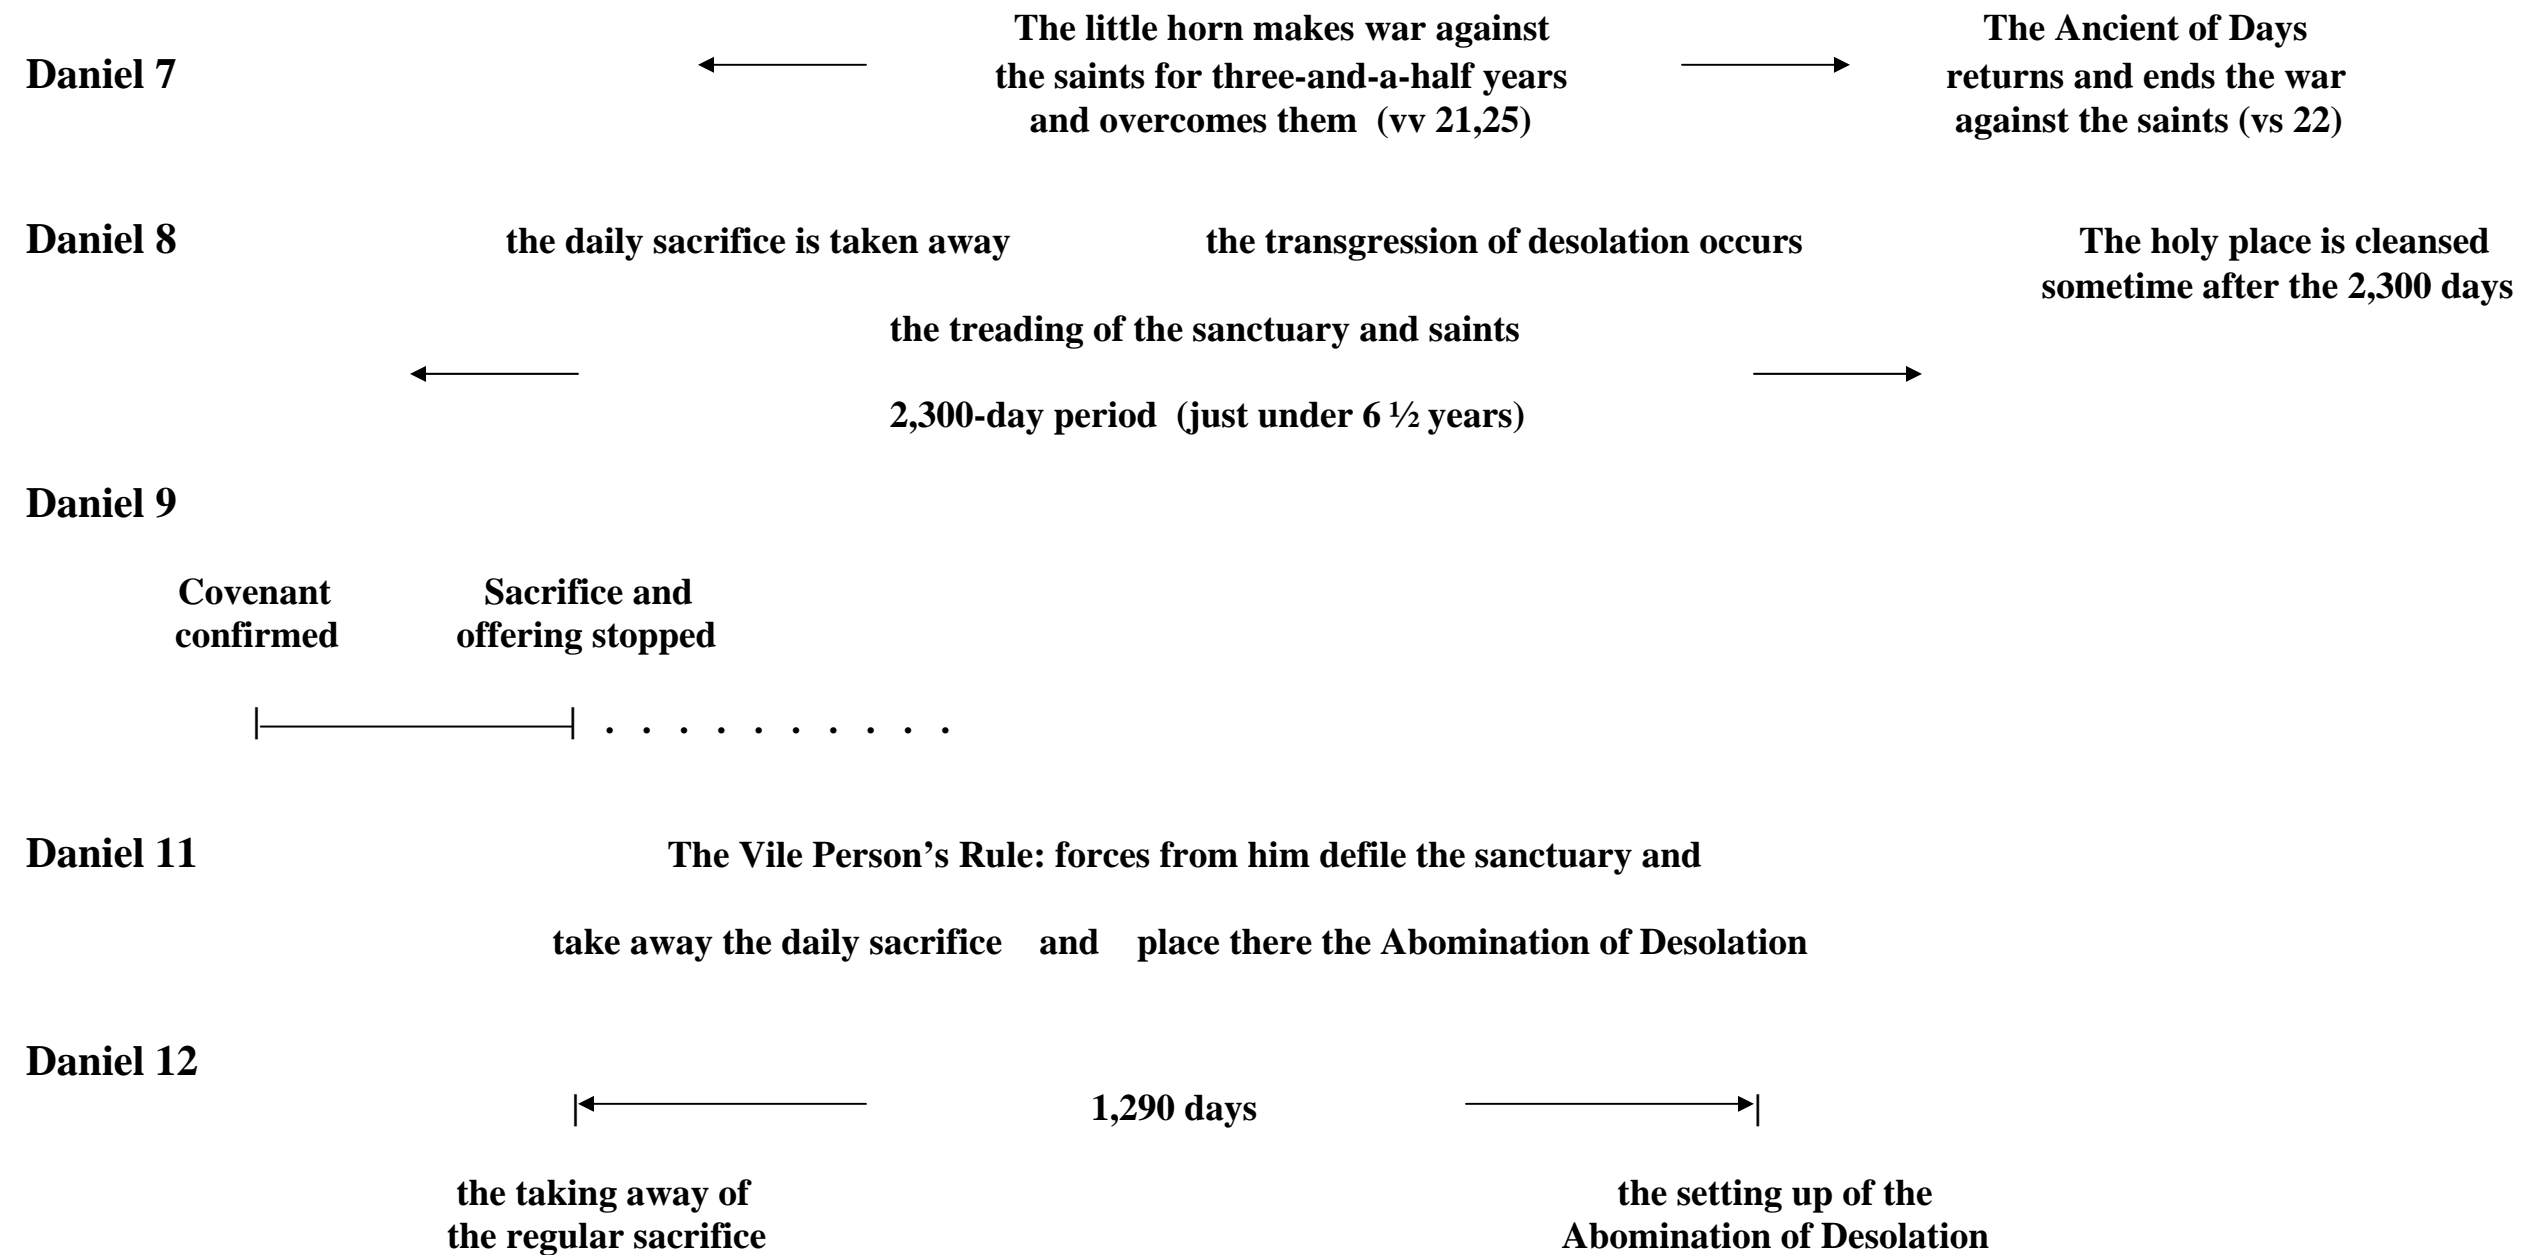 Daniel 7
The little horn makes war against
the saints for three-and-a-half years
and overcomes them (vv 21,25)
The Ancient of Days
returns and ends the war
against the saints (vs 22)
Daniel 8
the daily sacrifice is taken away
the transgression of desolation occurs
The holy place is cleansed
sometime after the 2,300 days
the treading of the sanctuary and saints
2,300-day period (just under 6 ½ years)
Daniel 9
Covenant
confirmed
Sacrifice and
offering stopped
. . . . . . . . . .
Daniel 11
The Vile Person’s Rule: forces from him defile the sanctuary and
take away the daily sacrifice and place there the Abomination of Desolation
Daniel 12
1,290 days
the taking away of
the regular sacrifice
the setting up of the
Abomination of Desolation